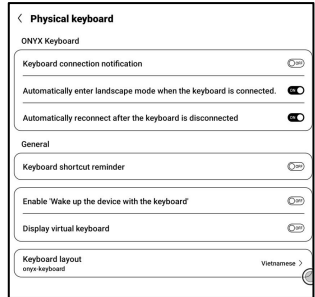 Physical keyboard
ONYX Keyboard
Keyboard connection notification OFF
Automatically enter landscape mode when the keyboard is connected. ON
Automatically reconnect after the keyboard is disconnected ON
General
Keyboard shortcut reminder OFF
Enable 'Wake up the device with the keyboard' OFF
Display virtual keyboard OFF
Keyboard layout
onyx-keyboard
Vietnamese